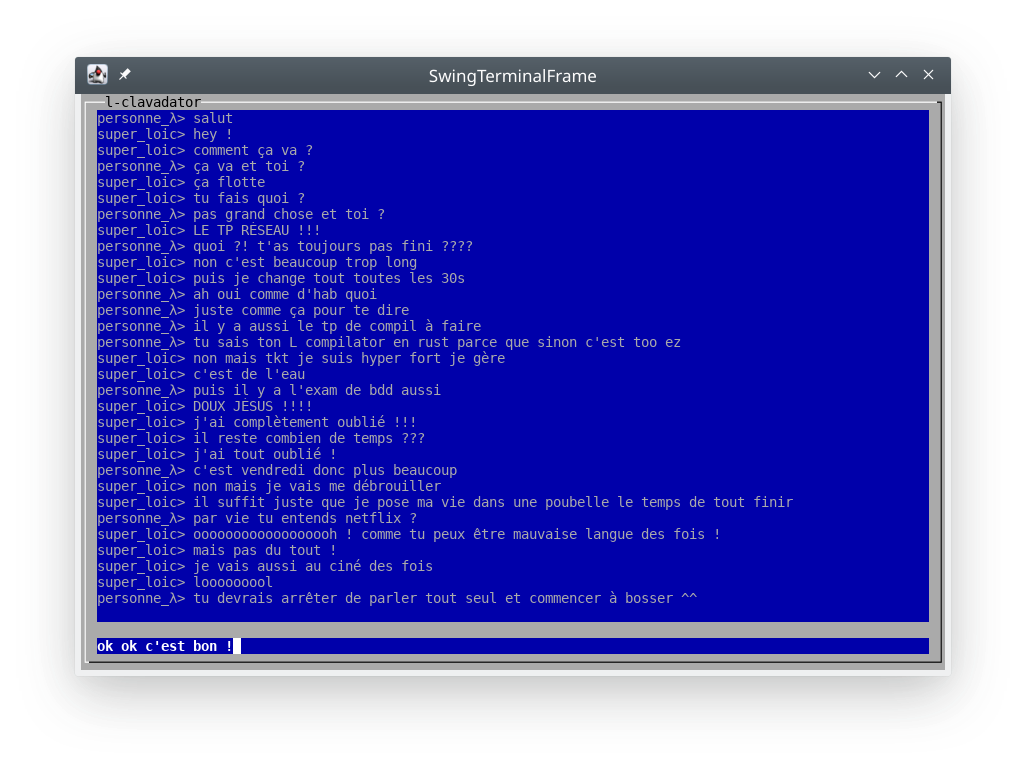 SwingTerminalFrame
l-clavadator
personne_λ> salut
super_loic> hey !
super_loic> comment ça va ?
personne_λ> ça va et toi ?
super_loic> ça flotte
super_loic> tu fais quoi ?
personne_λ> pas grand chose et toi ?
super_loic> LE TP RÉSEAU !!!
personne_λ> quoi ?! t'as toujours pas fini ????
super_loic> non c'est beaucoup trop long
super_loic> puis je change tout toutes les 30s
personne_λ> ah oui comme d'hab quoi
personne_λ> juste comme ça pour te dire
personne_λ> il y a aussi le tp de compil à faire
personne_λ> tu sais ton L compilator en rust parce que sinon c'est too ez
super_loic> non mais tkt je suis hyper fort je gère
super_loic> c'est de l'eau
personne_λ> puis il y a l'exam de bdd aussi
super_loic> DOUX JÉSUS !!!!
super_loic> j'ai complètement oublié !!!
super_loic> il reste combien de temps ???
super_loic> j'ai tout oublié !
personne_λ> c'est vendredi donc plus beaucoup
super_loic> non mais je vais me débrouiller
super_loic> il suffit juste que je pose ma vie dans une poubelle le temps de tout finir
personne_λ> par vie tu entends netflix ?
super_loic> oooooooooooooooooh ! comme tu peux être mauvaise langue des fois !
super_loic> mais pas du tout !
super_loic> je vais aussi au ciné des fois
super_loic> looooooool
personne_λ> tu devrais arrêter de parler tout seul et commencer à bosser ^^
ok ok c'est bon !